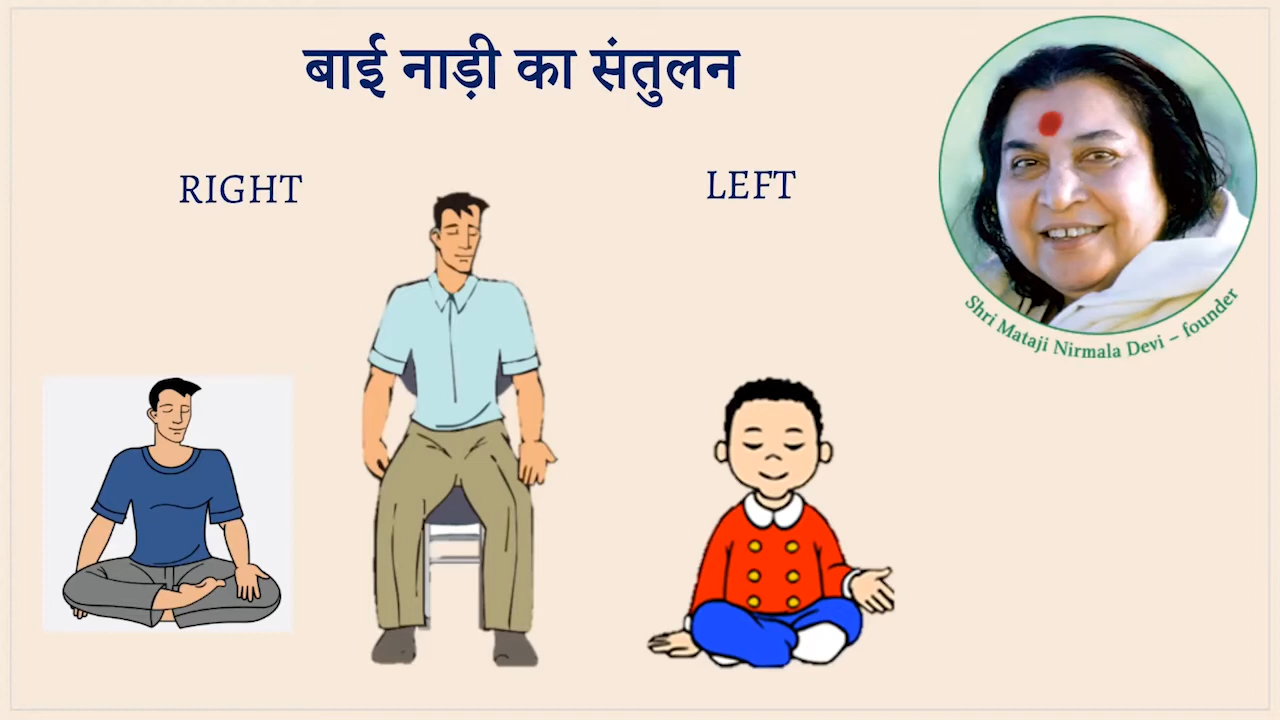 बाई नाड़ी का संतुलन
RIGHT
LEFT
Shri Mataji Nirmala Devi – founder